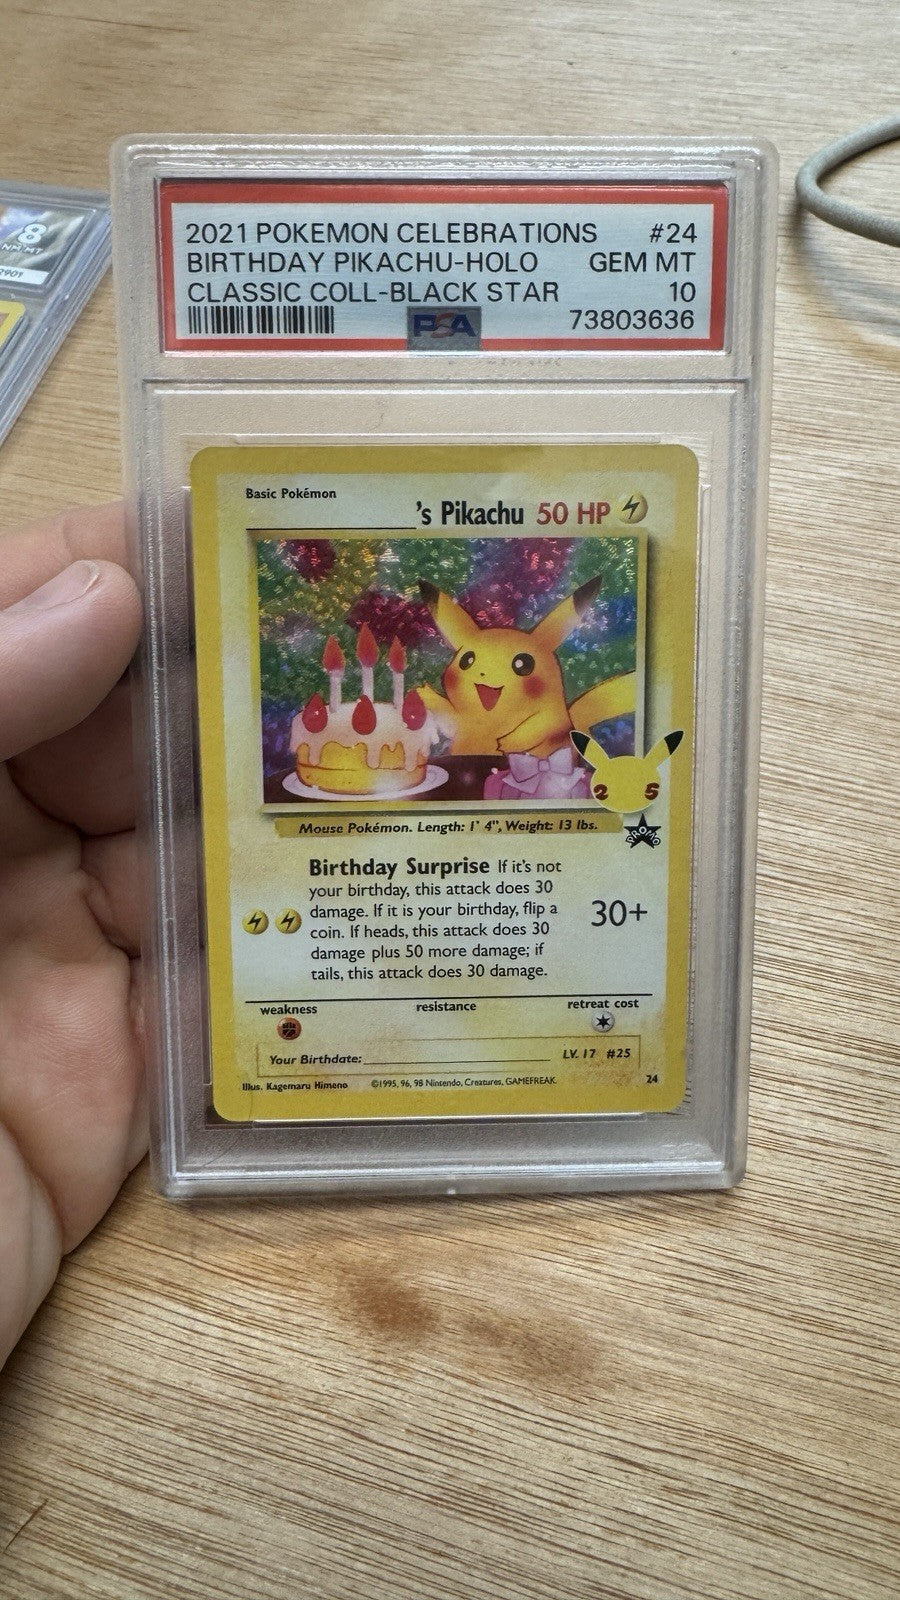 2021 POKEMON CELEBRATIONS #24
BIRTHDAY PIKACHU-HOLO GEM MT
CLASSIC COLL-BLACK STAR 10
PSA 73803636
8
NM MT
Basic Pokémon
's Pikachu 50 HP
25
PROMO
Mouse Pokémon. Length: 1' 4", Weight: 13 lbs.
Birthday Surprise If it's not
your birthday, this attack does 30
damage. If it is your birthday, flip a
coin. If heads, this attack does 30
damage plus 50 more damage; if
tails, this attack does 30 damage.
30+
weakness resistance retreat cost
Your Birthdate: LV. 17 #25
Illus. Kagemaru Himeno ©1995, 96, 98 Nintendo, Creatures, GAMEFREAK. 24